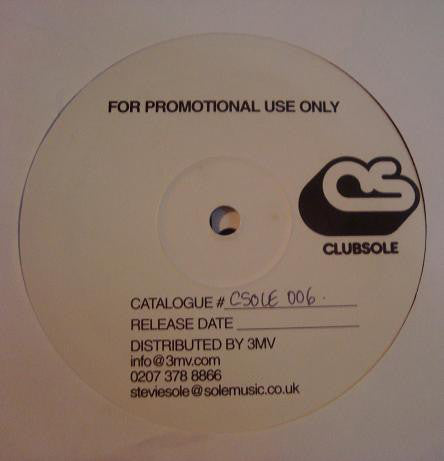 FOR PROMOTIONAL USE ONLY
CS
CLUBSOLE
CATALOGUE # CSOLE 006.
RELEASE DATE
DISTRIBUTED BY 3MV
info@3mv.com
0207 378 8866
steviesole@solemusic.co.uk